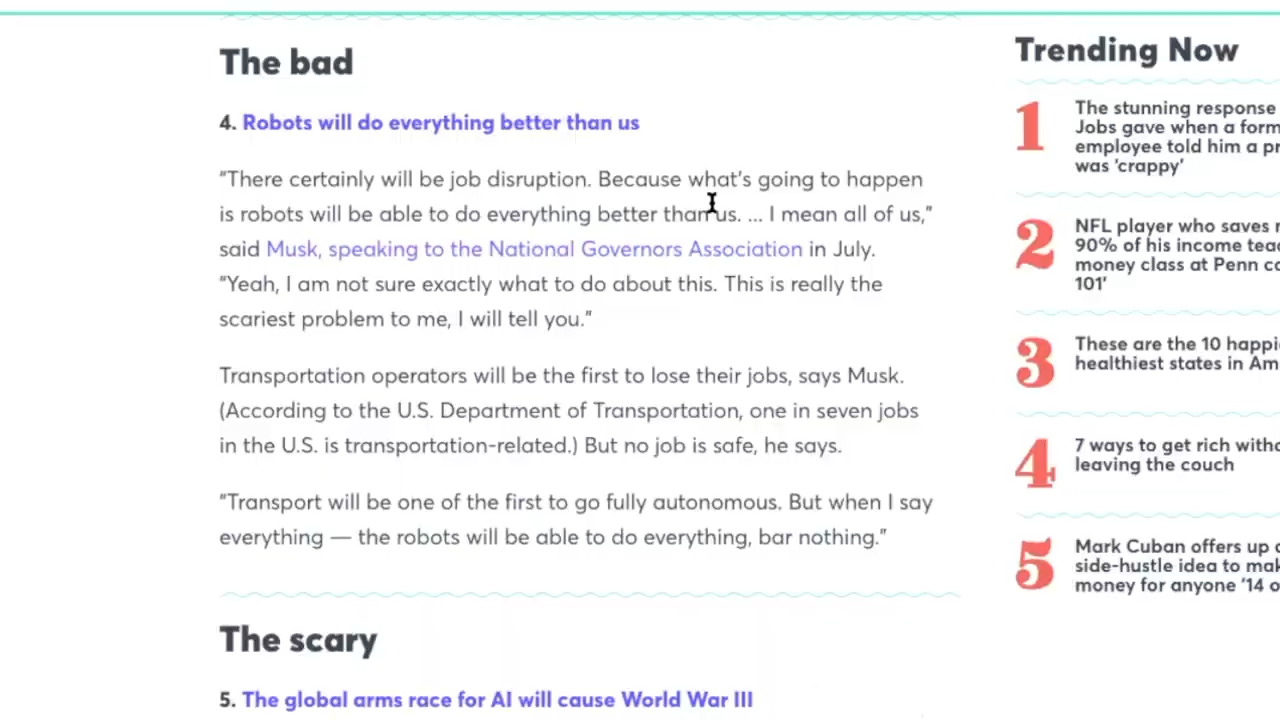 The bad
4. Robots will do everything better than us
"There certainly will be job disruption. Because what's going to happen
is robots will be able to do everything better than us. ... I mean all of us,"
said Musk, speaking to the National Governors Association in July.
"Yeah, I am not sure exactly what to do about this. This is really the
scariest problem to me, I will tell you."
Transportation operators will be the first to lose their jobs, says Musk.
(According to the U.S. Department of Transportation, one in seven jobs
in the U.S. is transportation-related.) But no job is safe, he says.
"Transport will be one of the first to go fully autonomous. But when I say
everything — the robots will be able to do everything, bar nothing."
The scary
5. The global arms race for AI will cause World War III
Trending Now
1
The stunning response
Jobs gave when a
employee told him a
was 'crappy'
2
NFL player who saves
90% of his income
money class at Penn
101'
3
These are the 10
healthiest states in
4
7 ways to get rich
leaving the couch
5
Mark Cuban offers up
side-hustle idea to
money for anyone '14